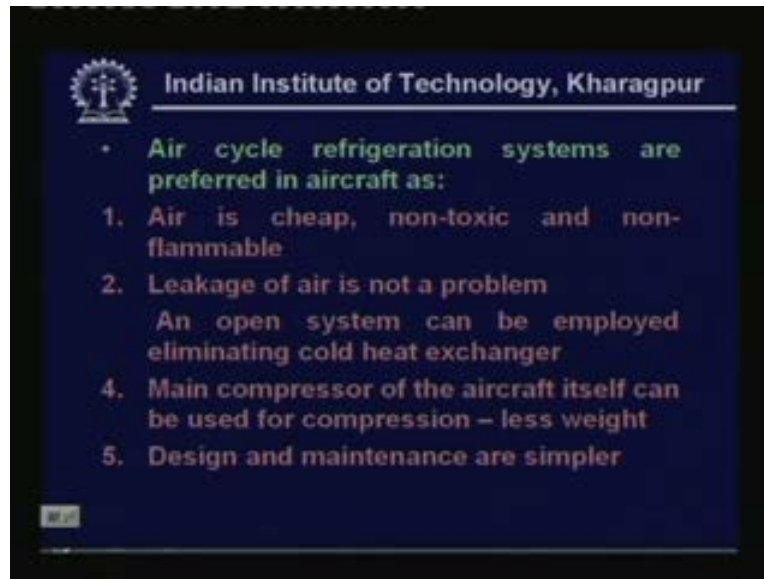 Indian Institute of Technology, Kharagpur
• Air cycle refrigeration systems are
preferred in aircraft as:
1. Air is cheap, non-toxic and non-
flammable
2. Leakage of air is not a problem
An open system can be employed
eliminating cold heat exchanger
4. Main compressor of the aircraft itself can
be used for compression – less weight
5. Design and maintenance are simpler